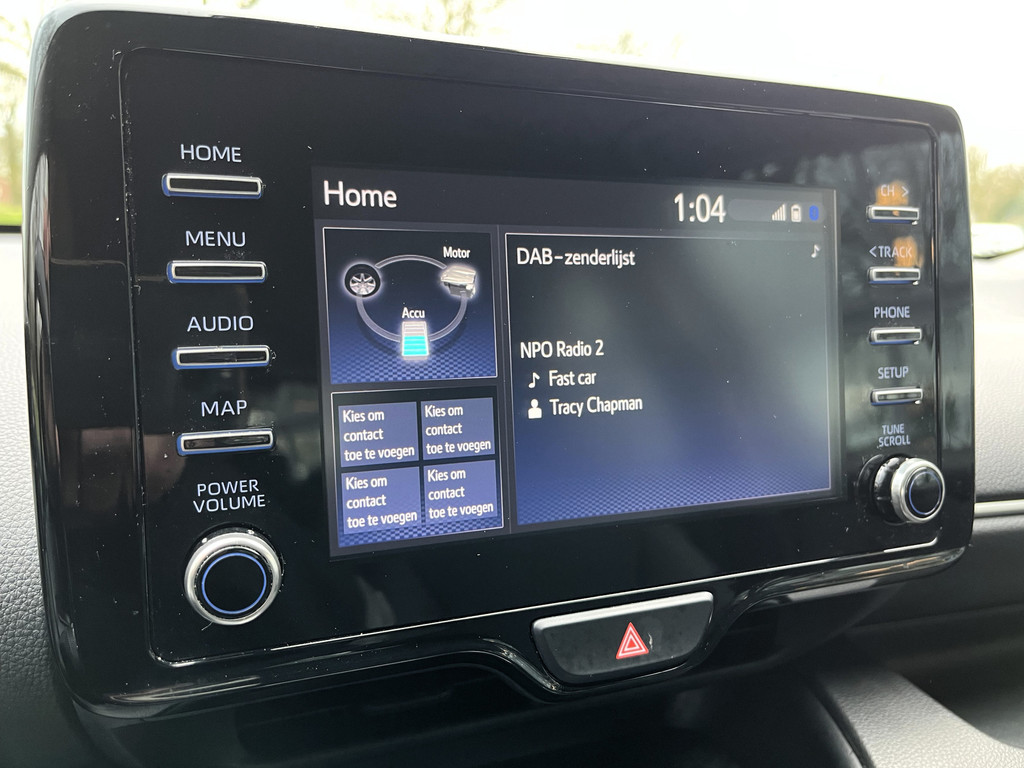 HOME
MENU
AUDIO
MAP
POWER
VOLUME
Home
1:04
Motor
Accu
Kies om
contact
toe te voegen
Kies om
contact
toe te voegen
Kies om
contact
toe te voegen
Kies om
contact
toe te voegen
DAB-zenderlijst
NPO Radio 2
Fast car
Tracy Chapman
CH >
< TRACK
PHONE
SETUP
TUNE
SCROLL